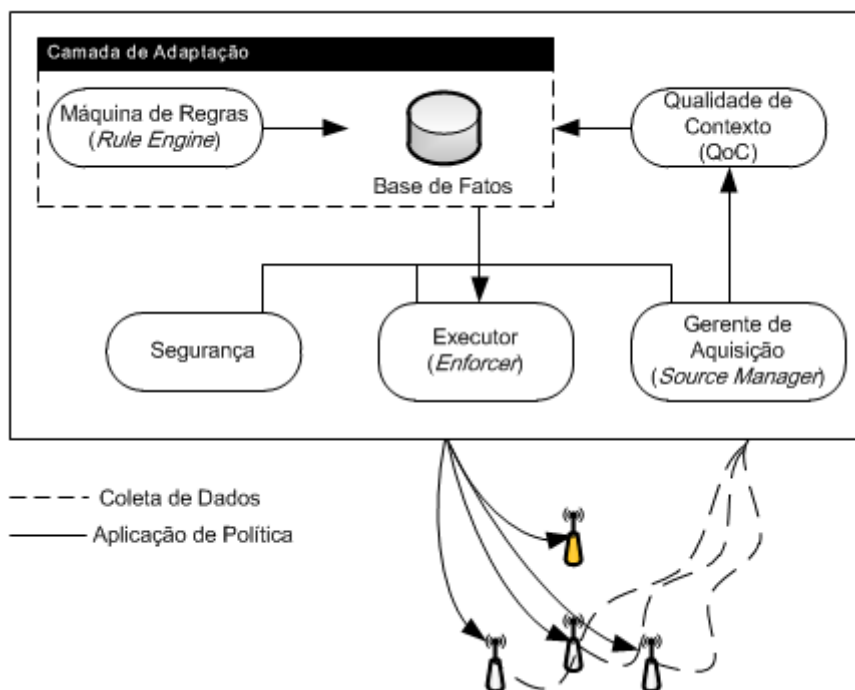 Camada de Adaptação
Máquina de Regras
(Rule Engine)
Base de Fatos
Qualidade de
Contexto
(QoC)
Segurança
Executor
(Enforcer)
Gerente de
Aquisição
(Source Manager)
Coleta de Dados
Aplicação de Política